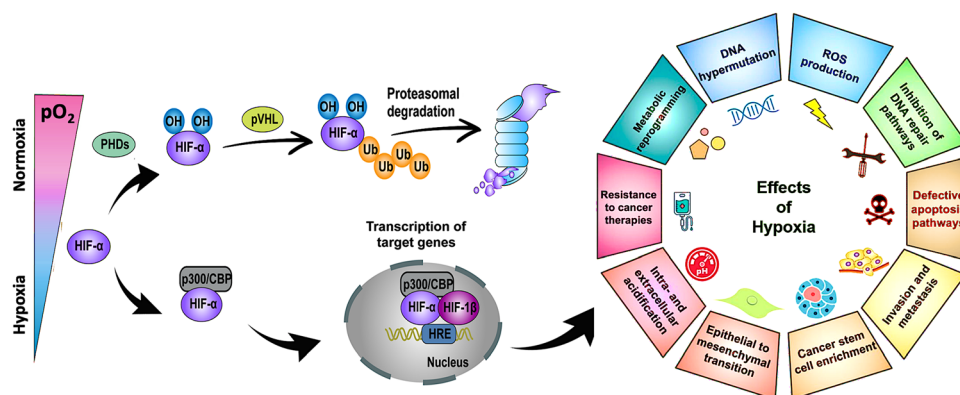 Normoxia
Hypoxia
pO2
PHDs
HIF-α
OH OH
HIF-α
pVHL
OH OH
HIF-α
Ub
Ub
Ub
Ub
Proteasomal
degradation
p300/CBP
HIF-α
Transcription of
target genes
p300/CBP
HIF-α
HIF-1β
HRE
Nucleus
Effects
of
Hypoxia
DNA
hypermutation
ROS
production
Inhibition of
DNA repair
pathways
Defective
apoptosis
pathways
Invasion and
metastasis
Cancer stem
cell enrichment
Epithelial to
mesenchymal
transition
Intra- and
extracellular
acidification
pH
Resistance
to cancer
therapies
Metabolic
reprogramming